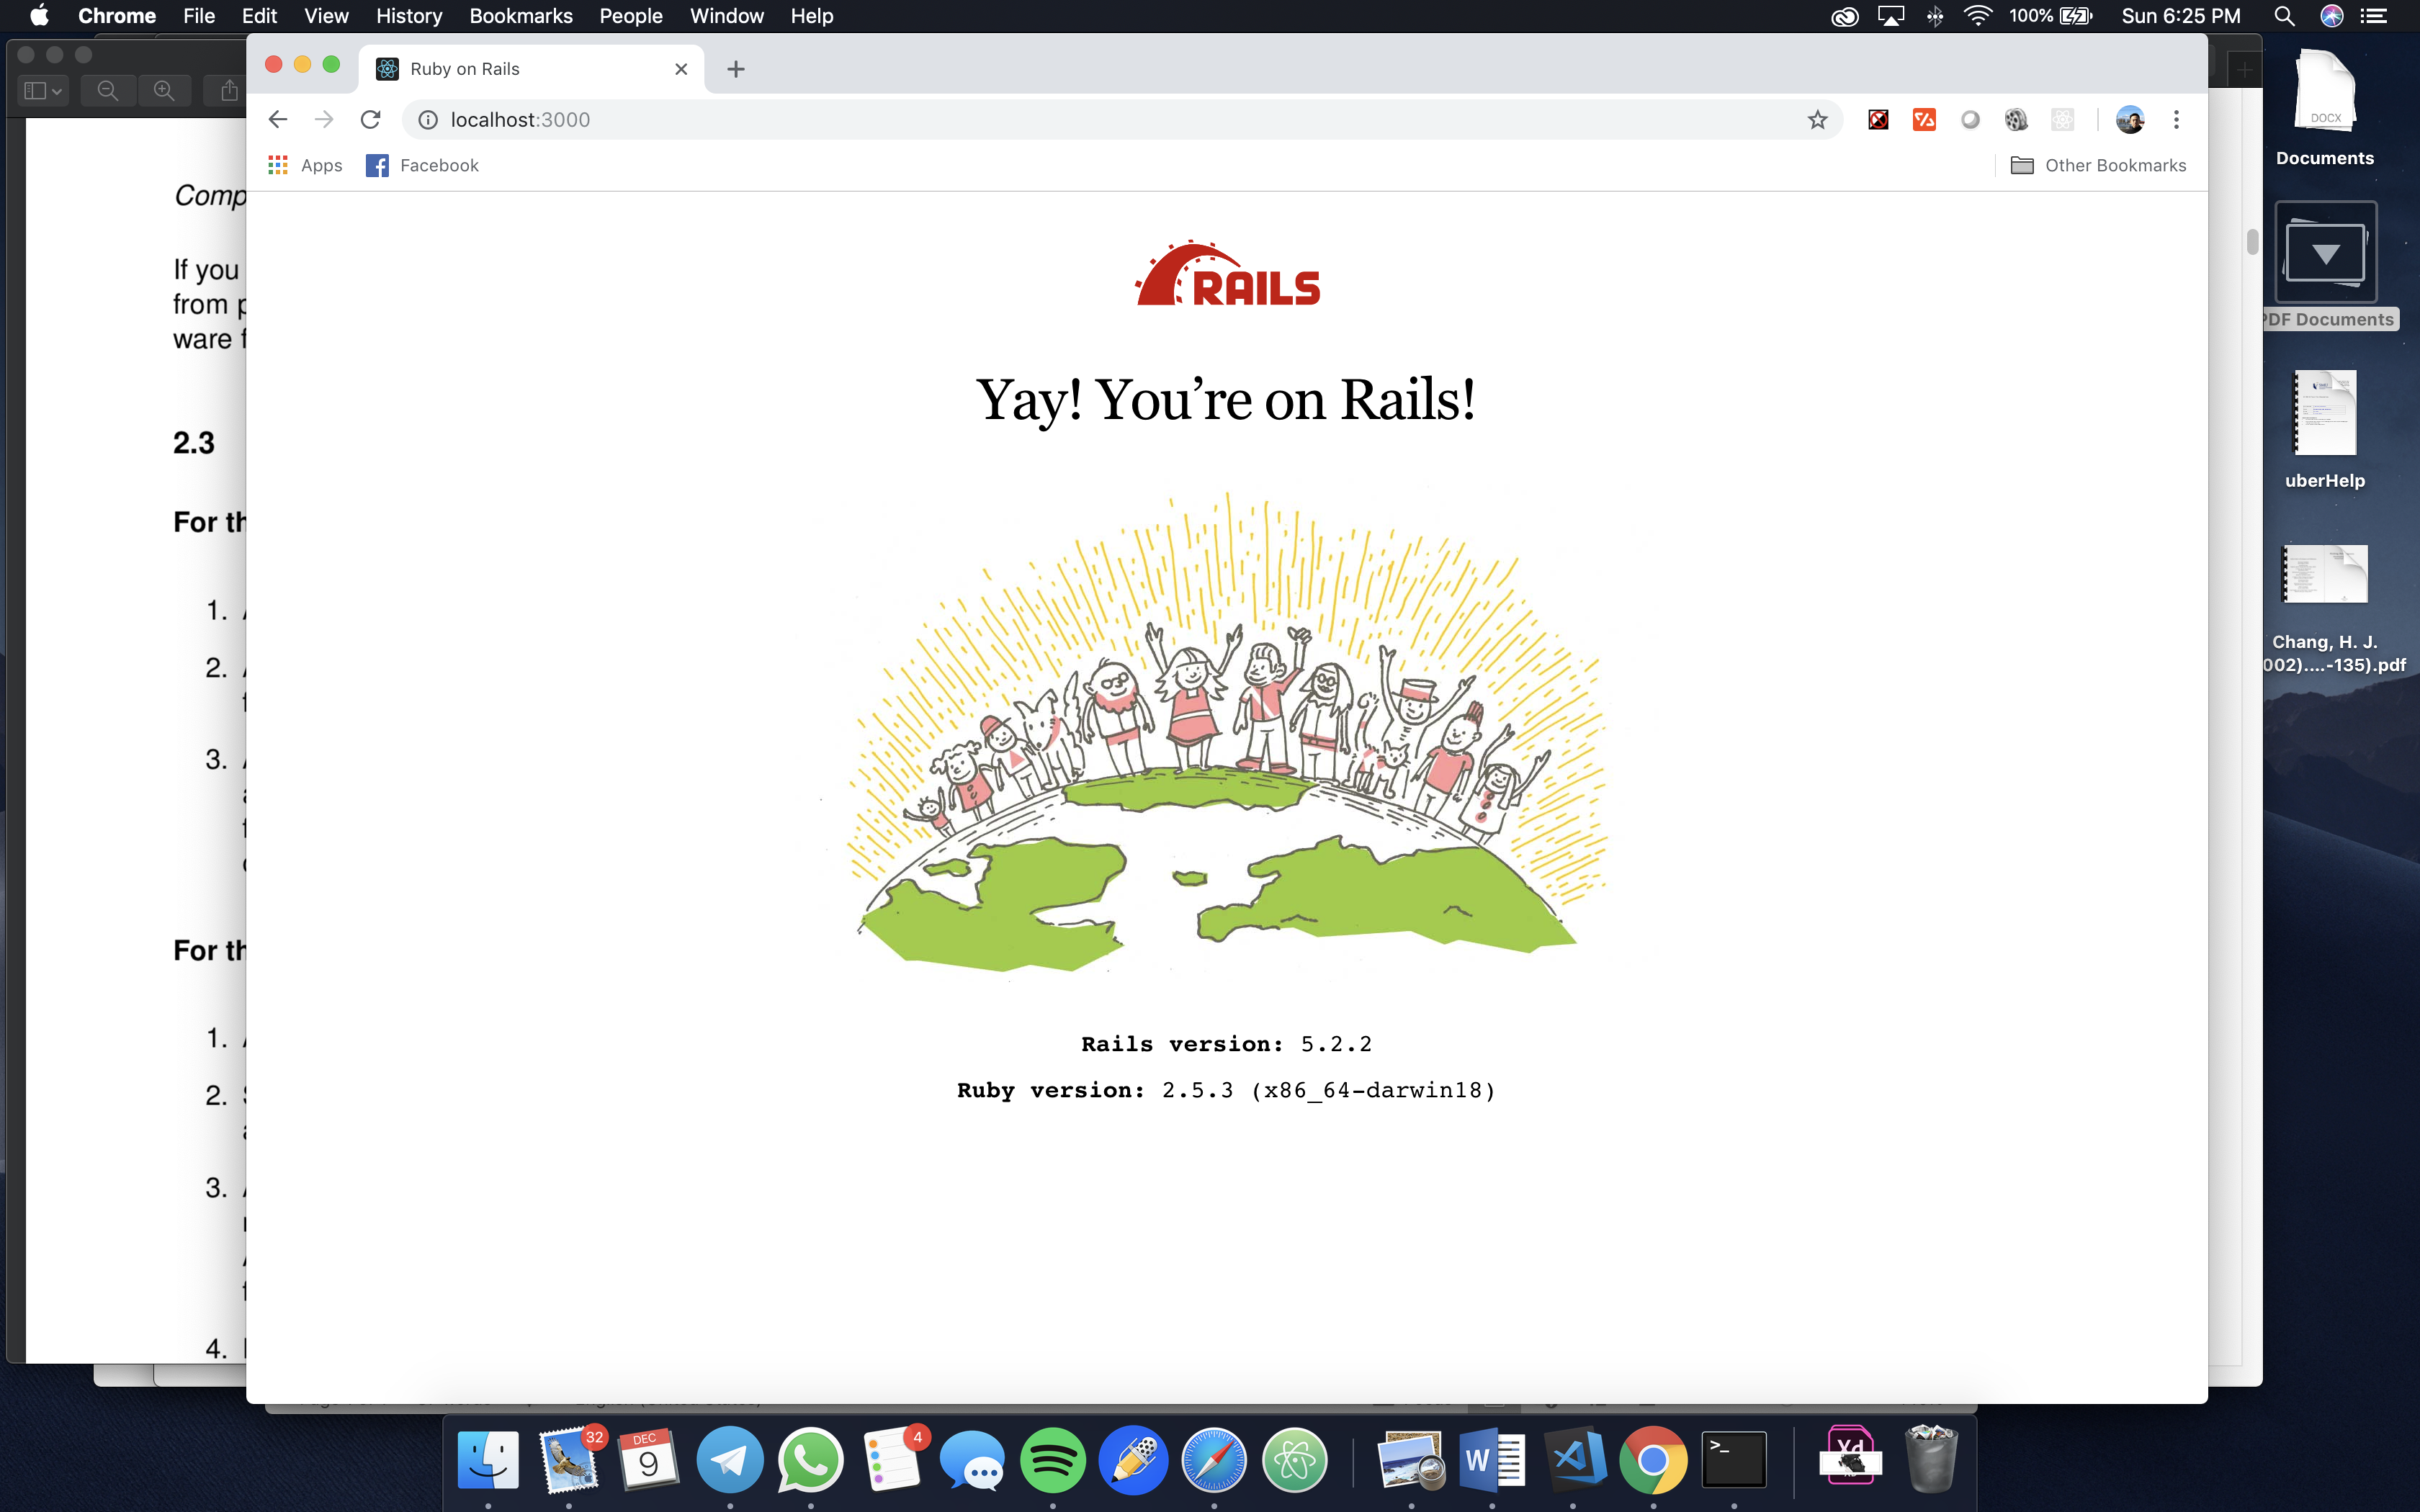 Chrome File Edit View History Bookmarks People Window Help
100% Sun 6:25 PM
Ruby on Rails
localhost:3000
Apps Facebook Other Bookmarks
RAILS
Yay! You’re on Rails!
Rails version: 5.2.2
Ruby version: 2.5.3 (x86_64-darwin18)
Comp
If you
from p
ware f
2.3
For th
1.
2.
3.
For th
1.
2.
3.
4.
DOCX
Documents
PDF Documents
uberHelp
Chang, H. J.
002)....-135).pdf
32
DEC
9
4
W
>_
Xd